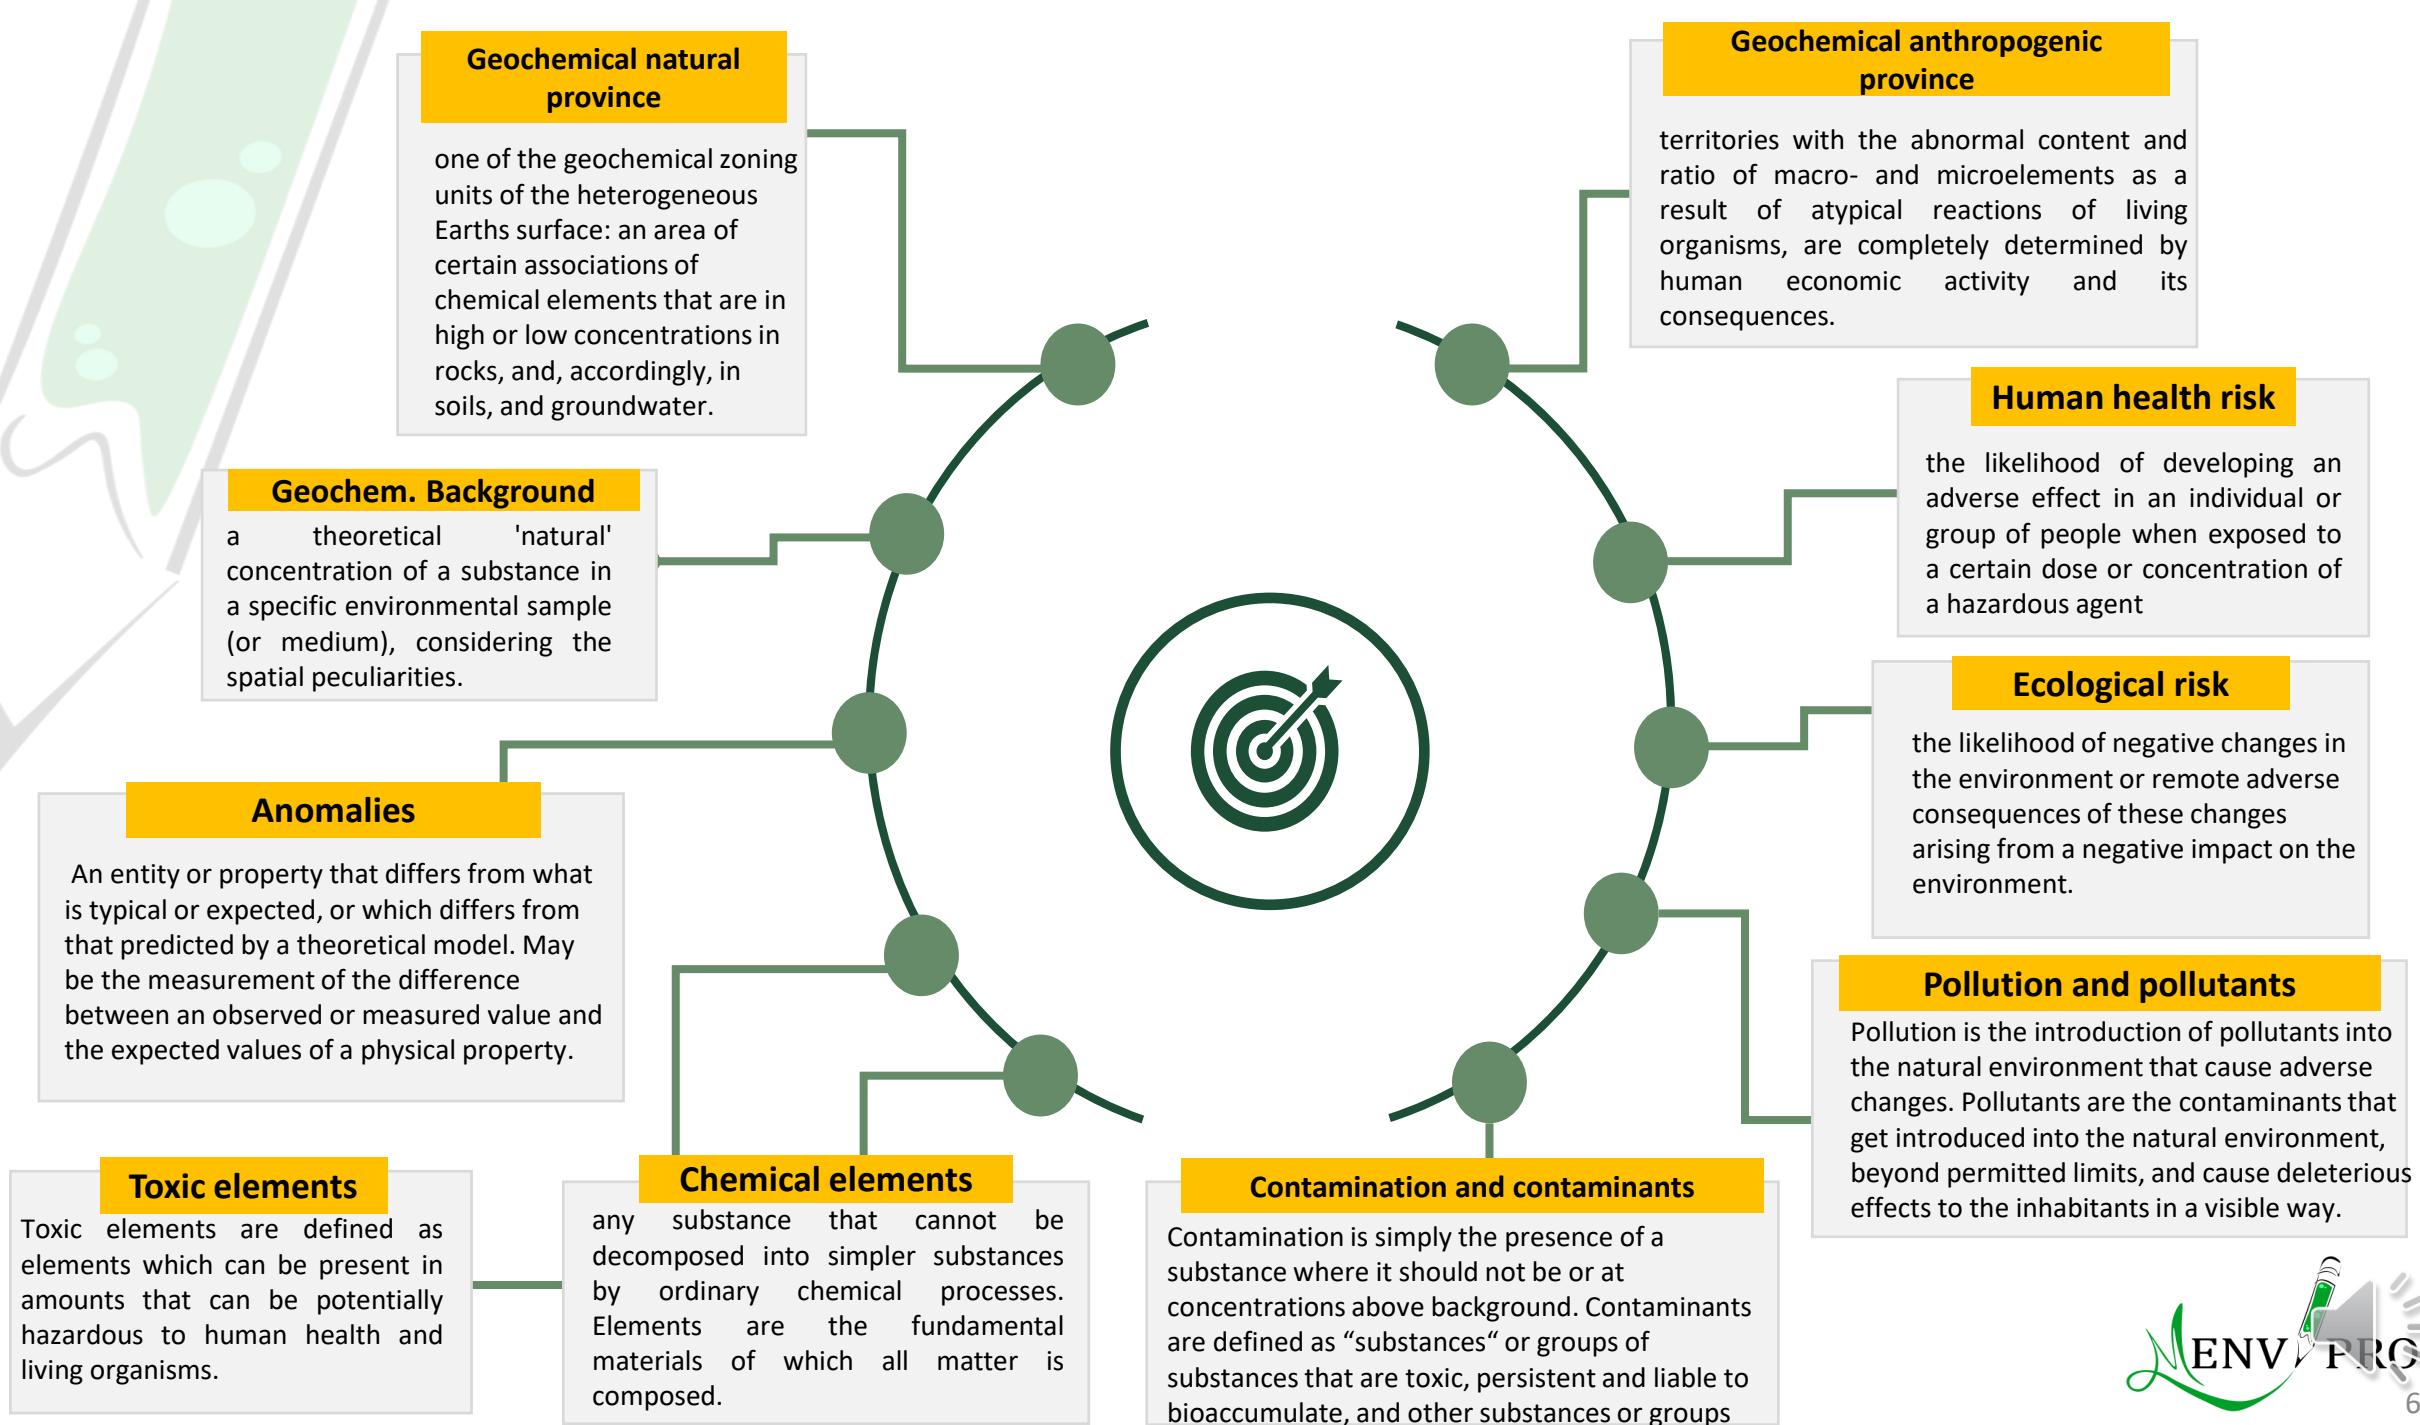 Geochemical natural
province
one of the geochemical zoning
units of the heterogeneous
Earths surface: an area of
certain associations of
chemical elements that are in
high or low concentrations in
rocks, and, accordingly, in
soils, and groundwater.
Geochem. Background
a theoretical 'natural'
concentration of a substance in
a specific environmental sample
(or medium), considering the
spatial peculiarities.
Anomalies
An entity or property that differs from what
is typical or expected, or which differs from
that predicted by a theoretical model. May
be the measurement of the difference
between an observed or measured value and
the expected values of a physical property.
Toxic elements
Toxic elements are defined as
elements which can be present in
amounts that can be potentially
hazardous to human health and
living organisms.
Chemical elements
any substance that cannot be
decomposed into simpler substances
by ordinary chemical processes.
Elements are the fundamental
materials of which all matter is
composed.
Geochemical anthropogenic
province
territories with the abnormal content and
ratio of macro- and microelements as a
result of atypical reactions of living
organisms, are completely determined by
human economic activity and its
consequences.
Human health risk
the likelihood of developing an
adverse effect in an individual or
group of people when exposed to
a certain dose or concentration of
a hazardous agent
Ecological risk
the likelihood of negative changes in
the environment or remote adverse
consequences of these changes
arising from a negative impact on the
environment.
Pollution and pollutants
Pollution is the introduction of pollutants into
the natural environment that cause adverse
changes. Pollutants are the contaminants that
get introduced into the natural environment,
beyond permitted limits, and cause deleterious
effects to the inhabitants in a visible way.
Contamination and contaminants
Contamination is simply the presence of a
substance where it should not be or at
concentrations above background. Contaminants
are defined as “substances“ or groups of
substances that are toxic, persistent and liable to
bioaccumulate, and other substances or groups
ENV PRO
6